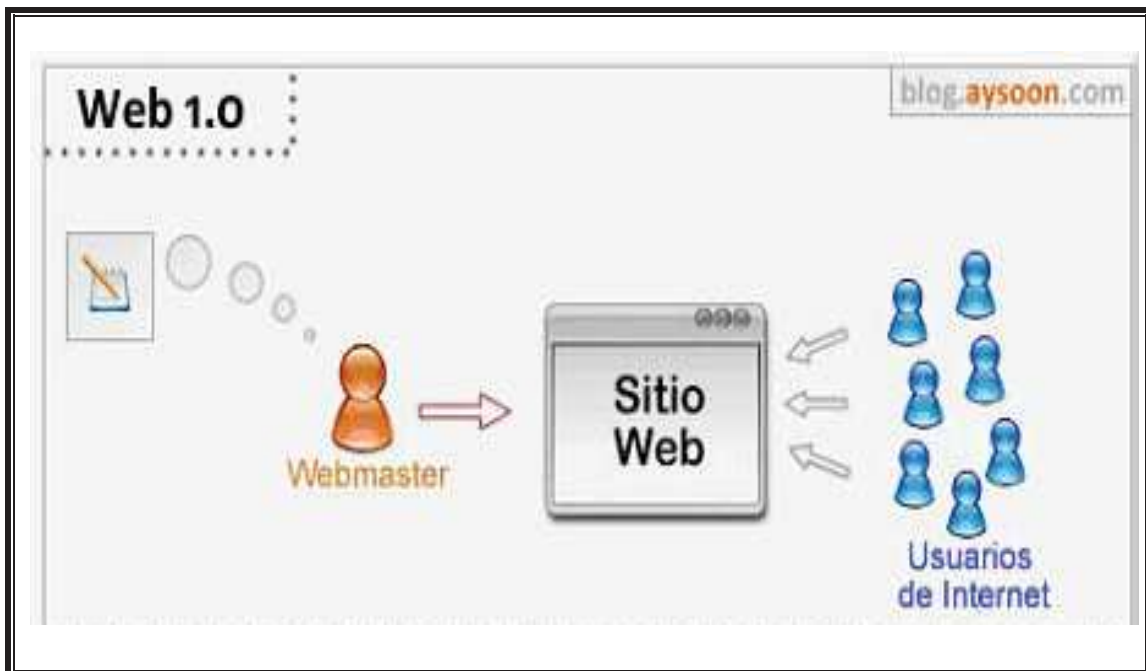 Web 1.0
blog.aysoon.com
Sitio
Web
Webmaster
Usuarios
de Internet